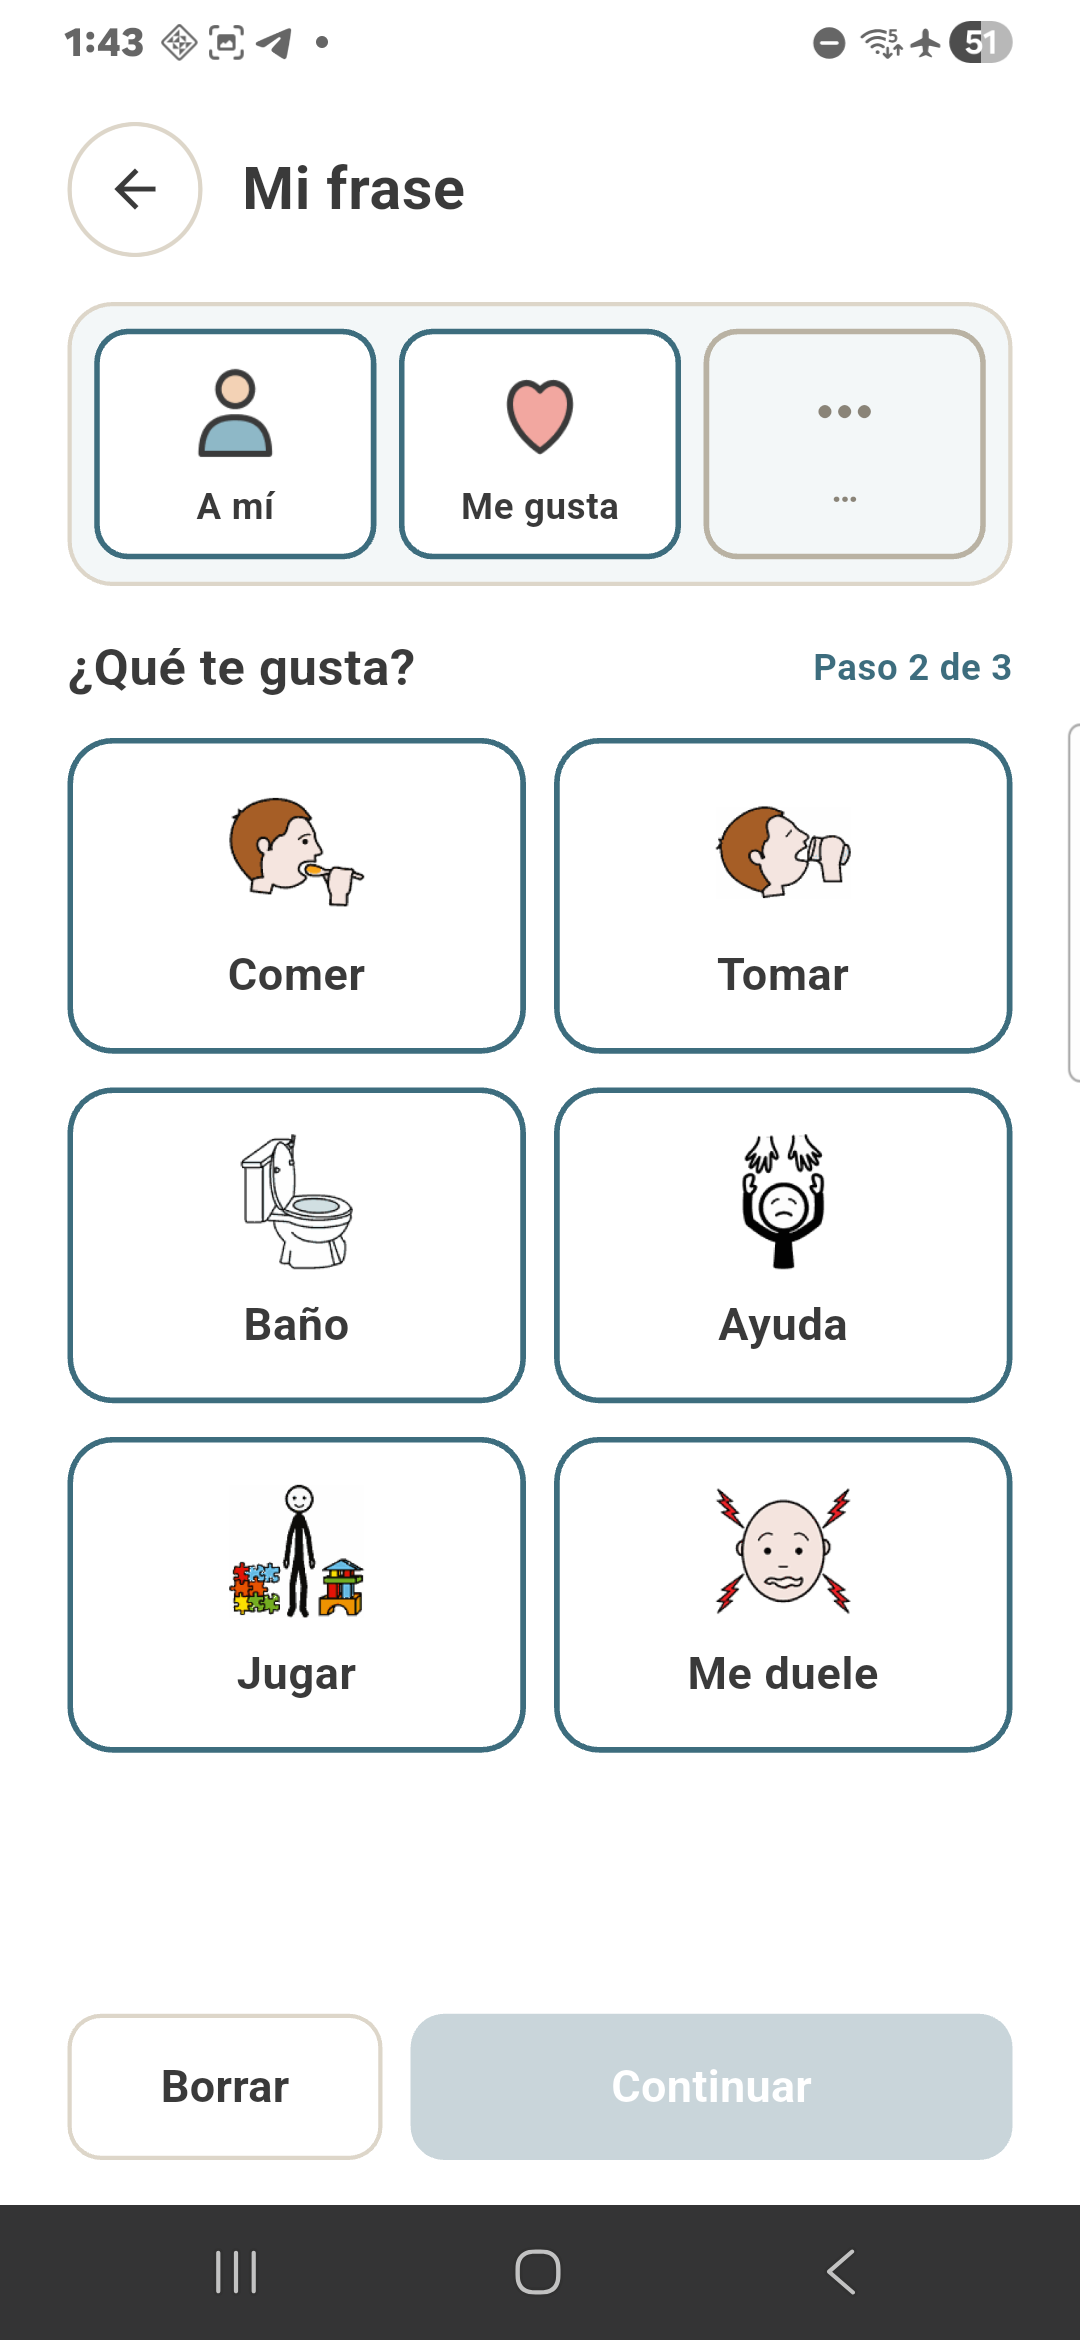 1:43
51
Mi frase
A mí
Me gusta
...
¿Qué te gusta?
Paso 2 de 3
Comer
Tomar
Baño
Ayuda
Jugar
Me duele
Borrar
Continuar